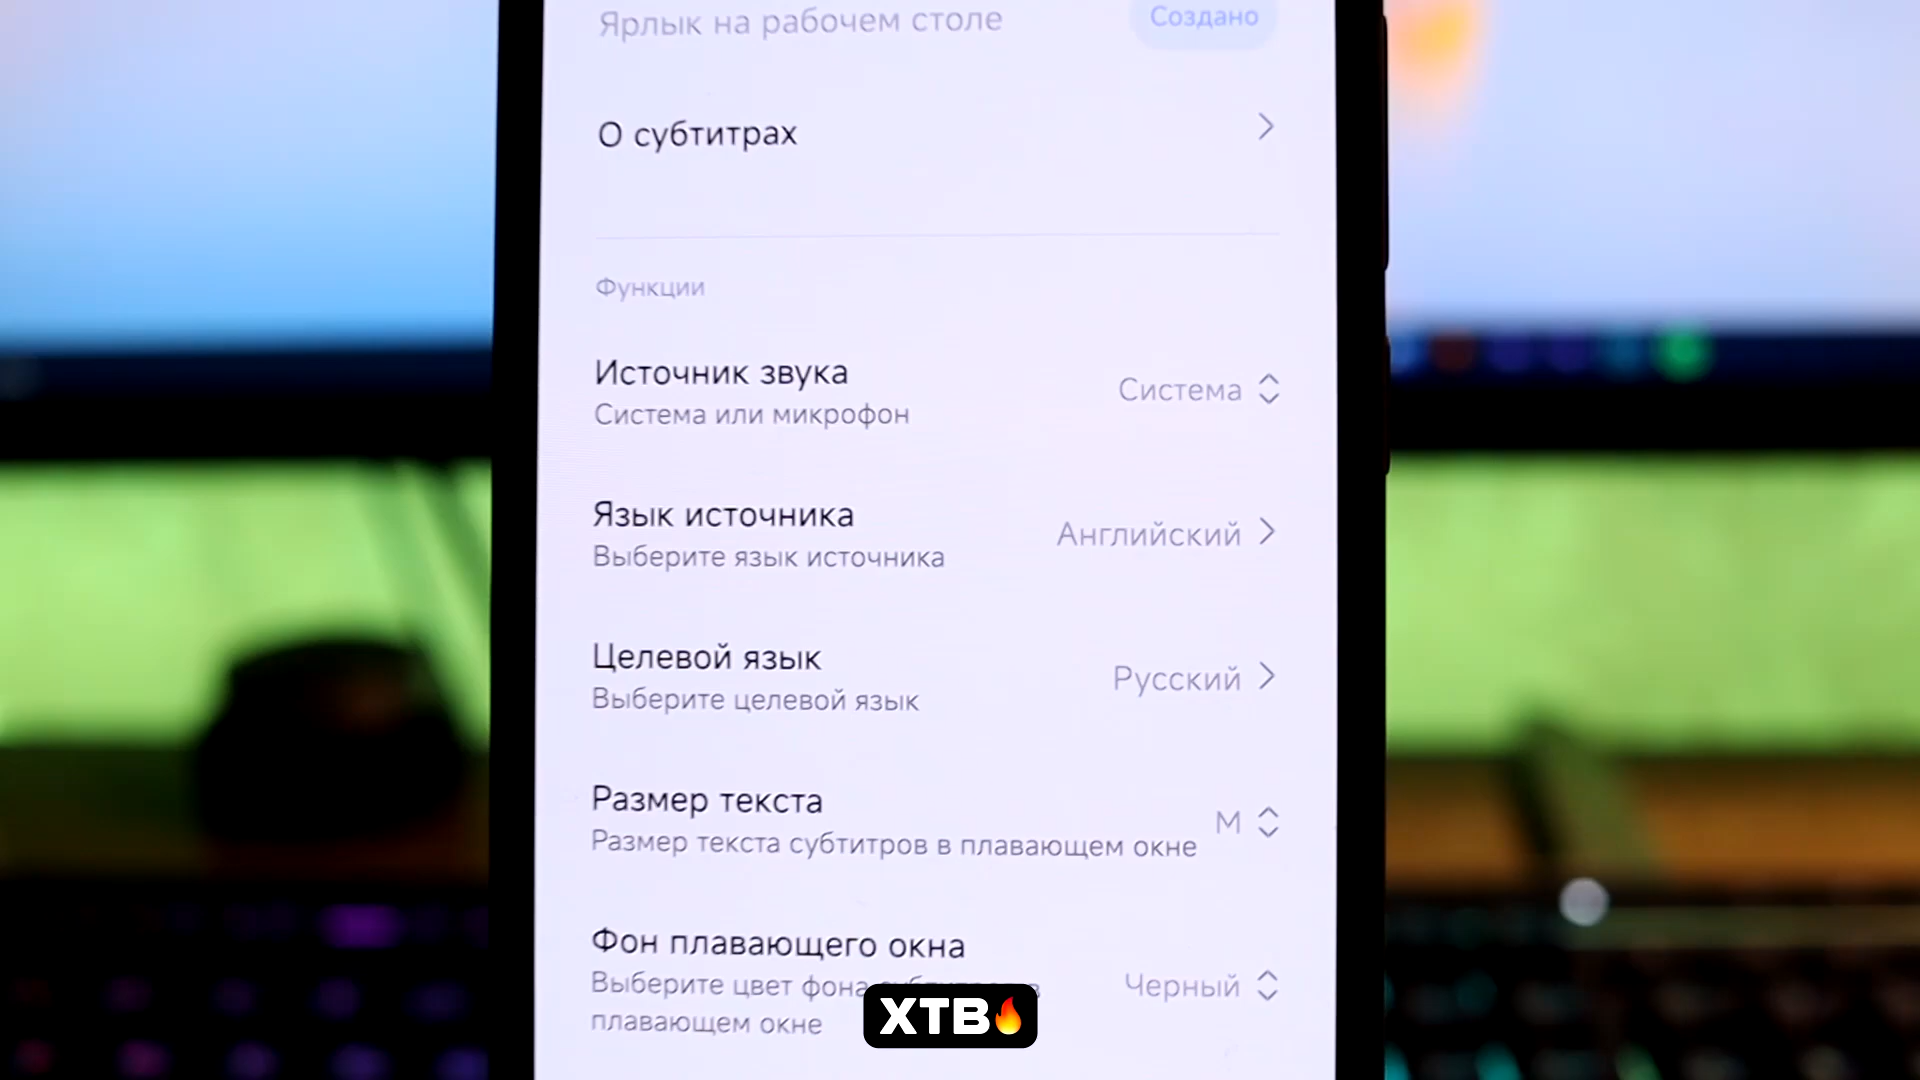 Ярлык на рабочем столе
Создано
О субтитрах
Функции
Источник звука
Система или микрофон
Система
Язык источника
Выберите язык источника
Английский
Целевой язык
Выберите целевой язык
Русский
Размер текста
Размер текста субтитров в плавающем окне
M
Фон плавающего окна
Выберите цвет фона в
плавающем окне
Черный
XTB🔥